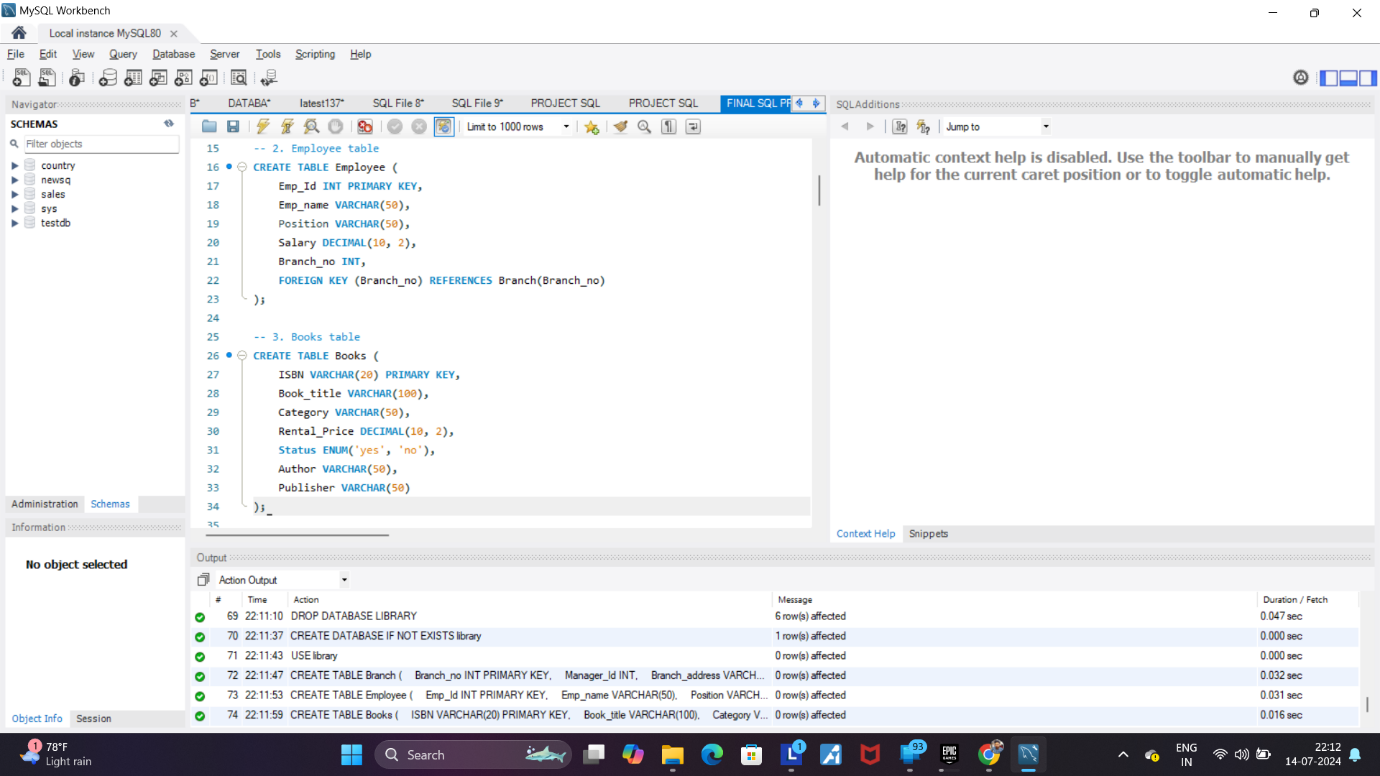 MySQL Workbench
Local instance MySQL80
File Edit View Query Database Server Tools Scripting Help
Navigator
SCHEMAS
Filter objects
country
newsq
sales
sys
testdb
Administration Schemas
Information
No object selected
Object Info Session
B* DATABA* latest137* SQL File 8* SQL File 9* PROJECT SQL PROJECT SQL FINAL SQL PR
Limit to 1000 rows
15 -- 2. Employee table
16 CREATE TABLE Employee (
17 Emp_Id INT PRIMARY KEY,
18 Emp_name VARCHAR(50),
19 Position VARCHAR(50),
20 Salary DECIMAL(10, 2),
21 Branch_no INT,
22 FOREIGN KEY (Branch_no) REFERENCES Branch(Branch_no)
23 );
24
25 -- 3. Books table
26 CREATE TABLE Books (
27 ISBN VARCHAR(20) PRIMARY KEY,
28 Book_title VARCHAR(100),
29 Category VARCHAR(50),
30 Rental_Price DECIMAL(10, 2),
31 Status ENUM('yes', 'no'),
32 Author VARCHAR(50),
33 Publisher VARCHAR(50)
34 );
35
SQLAdditions
Jump to
Automatic context help is disabled. Use the toolbar to manually get
help for the current caret position or to toggle automatic help.
Context Help Snippets
Output
Action Output
# Time Action Message Duration / Fetch
69 22:11:10 DROP DATABASE LIBRARY 6 row(s) affected 0.047 sec
70 22:11:37 CREATE DATABASE IF NOT EXISTS library 1 row(s) affected 0.000 sec
71 22:11:43 USE library 0 row(s) affected 0.000 sec
72 22:11:47 CREATE TABLE Branch ( Branch_no INT PRIMARY KEY, Manager_Id INT, Branch_address VARCH... 0 row(s) affected 0.032 sec
73 22:11:53 CREATE TABLE Employee ( Emp_Id INT PRIMARY KEY, Emp_name VARCHAR(50), Position VARCH... 0 row(s) affected 0.031 sec
74 22:11:59 CREATE TABLE Books ( ISBN VARCHAR(20) PRIMARY KEY, Book_title VARCHAR(100), Category V... 0 row(s) affected 0.016 sec
1
78°F
Light rain
Search
1
93
EPIC
GAMES
ENG
IN
22:12
14-07-2024